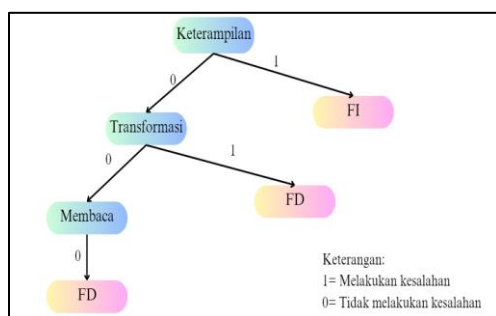 Keterampilan
0
1
Transformasi
FI
0
1
Membaca
FD
0
FD
Keterangan:
1= Melakukan kesalahan
0= Tidak melakukan kesalahan